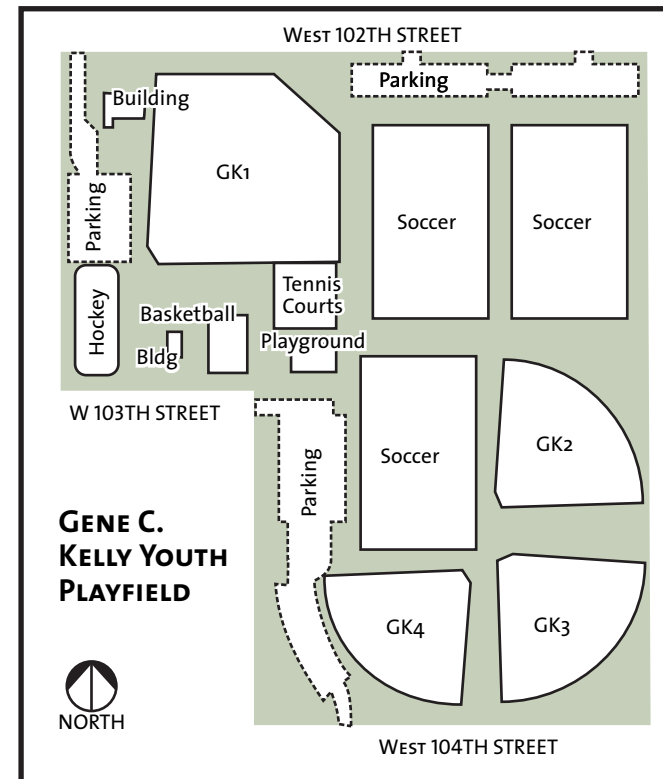 WEST 102TH STREET
Parking
Building
GK1
Soccer
Soccer
Parking
Tennis
Courts
Hockey
Basketball
Playground
Bldg
W 103TH STREET
Soccer
GK2
Parking
GENE C.
KELLY YOUTH
PLAYFIELD
GK4
GK3
NORTH
WEST 104TH STREET